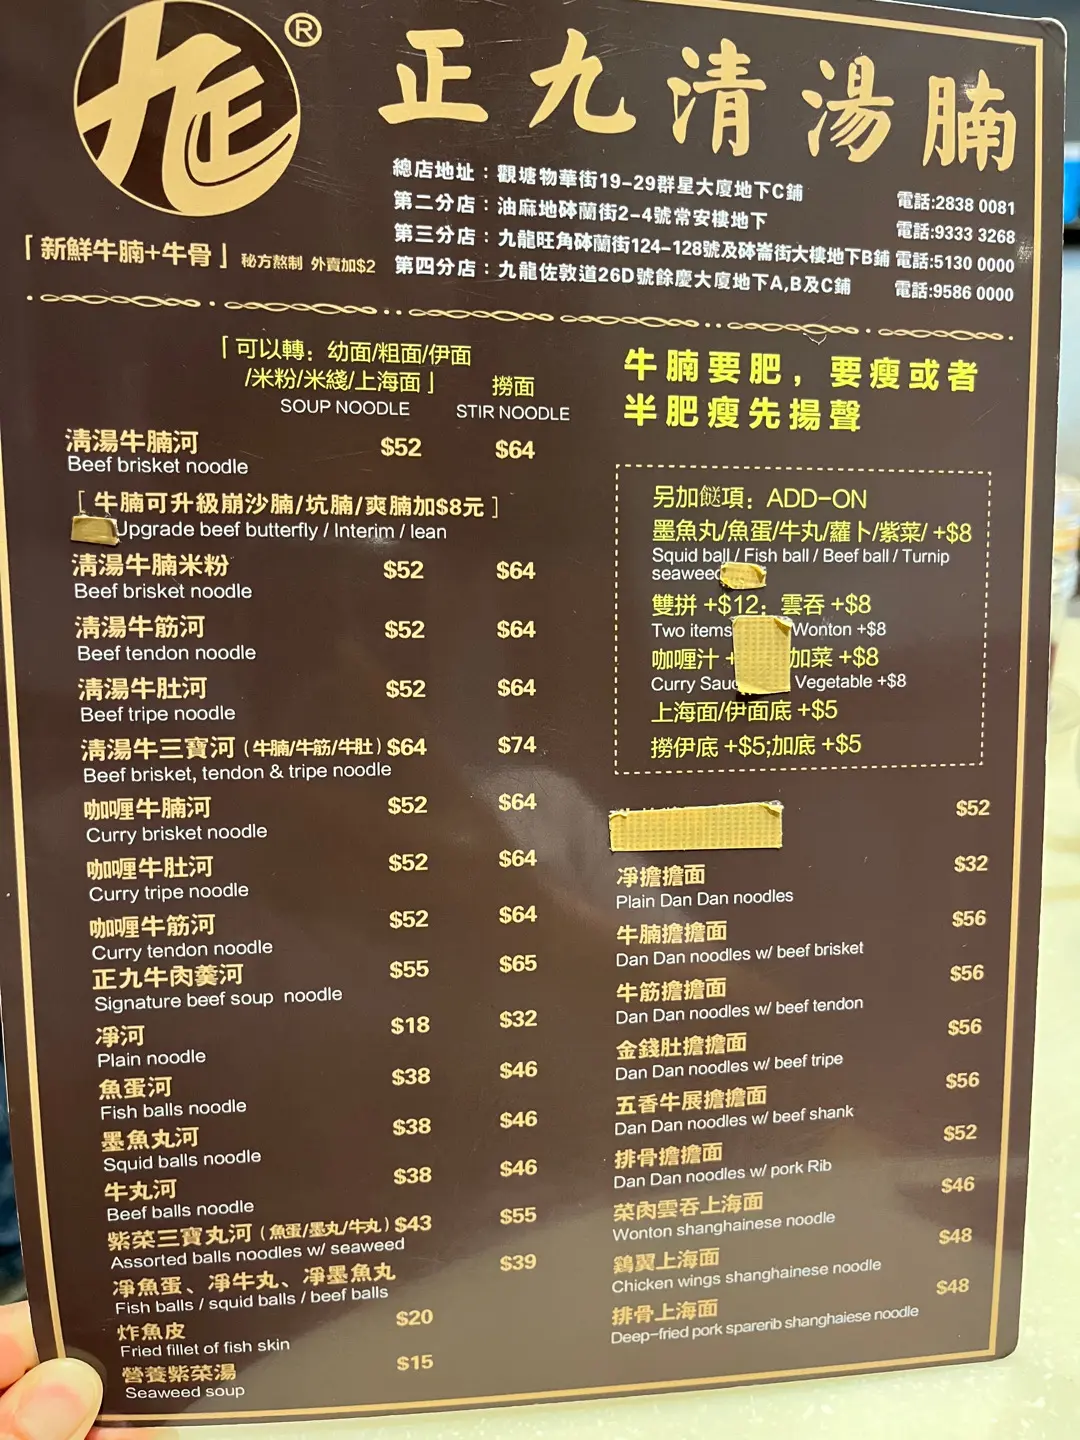 九正®
正九清湯腩
總店地址：觀塘物華街19-29群星大廈地下C鋪 電話:2838 0081
第二分店：油麻地砵蘭街2-4號常安樓地下 電話:9333 3268
第三分店：九龍旺角砵蘭街124-128號及砵崙街大樓地下B鋪 電話:5130 0000
第四分店：九龍佐敦道26D號餘慶大廈地下A,B及C鋪 電話:9586 0000
「新鮮牛腩+牛骨」秘方熬制 外賣加$2
「可以轉：幼面/粗面/伊面
/米粉/米綫/上海面」 撈面
SOUP NOODLE STIR NOODLE
清湯牛腩河 $52 $64
Beef brisket noodle
[牛腩可升級崩沙腩/坑腩/爽腩加$8元]
Upgrade beef butterfly / Interim / lean
清湯牛腩米粉 $52 $64
Beef brisket noodle
清湯牛筋河 $52 $64
Beef tendon noodle
清湯牛肚河 $52 $64
Beef tripe noodle
清湯牛三寶河（牛腩/牛筋/牛肚）$64 $74
Beef brisket, tendon & tripe noodle
咖喱牛腩河 $52 $64
Curry brisket noodle
咖喱牛肚河 $52 $64
Curry tripe noodle
咖喱牛筋河 $52 $64
Curry tendon noodle
正九牛肉羹河 $55 $65
Signature beef soup noodle
凈河 $18 $32
Plain noodle
魚蛋河 $38 $46
Fish balls noodle
墨魚丸河 $38 $46
Squid balls noodle
牛丸河 $38 $46
Beef balls noodle
紫菜三寶丸河（魚蛋/墨丸/牛丸）$43 $55
Assorted balls noodles w/ seaweed
凈魚蛋、凈牛丸、凈墨魚丸 $39
Fish balls / squid balls / beef balls
炸魚皮 $20
Fried fillet of fish skin
營養紫菜湯 $15
Seaweed soup
牛腩要肥，要瘦或者
半肥瘦先揚聲
另加餸項：ADD-ON
墨魚丸/魚蛋/牛丸/蘿卜/紫菜/ +$8
Squid ball / Fish ball / Beef ball / Turnip
seaweed
雙拼 +$12; 雲吞 +$8
Two items Wonton +$8
咖喱汁 + 加菜 +$8
Curry Vegetable +$8
上海面/伊面底 +$5
撈伊底 +$5;加底 +$5
$52
凈擔擔面 $32
Plain Dan Dan noodles
牛腩擔擔面 $56
Dan Dan noodles w/ beef brisket
牛筋擔擔面 $56
Dan Dan noodles w/ beef tendon
金錢肚擔擔面 $56
Dan Dan noodles w/ beef tripe
五香牛展擔擔面 $56
Dan Dan noodles w/ beef shank
排骨擔擔面 $52
Dan Dan noodles w/ pork Rib
菜肉雲吞上海面 $46
Wonton shanghainese noodle
鷄翼上海面 $48
Chicken wings shanghainese noodle
排骨上海面 $48
Deep-fried pork sparerib shanghaiese noodle